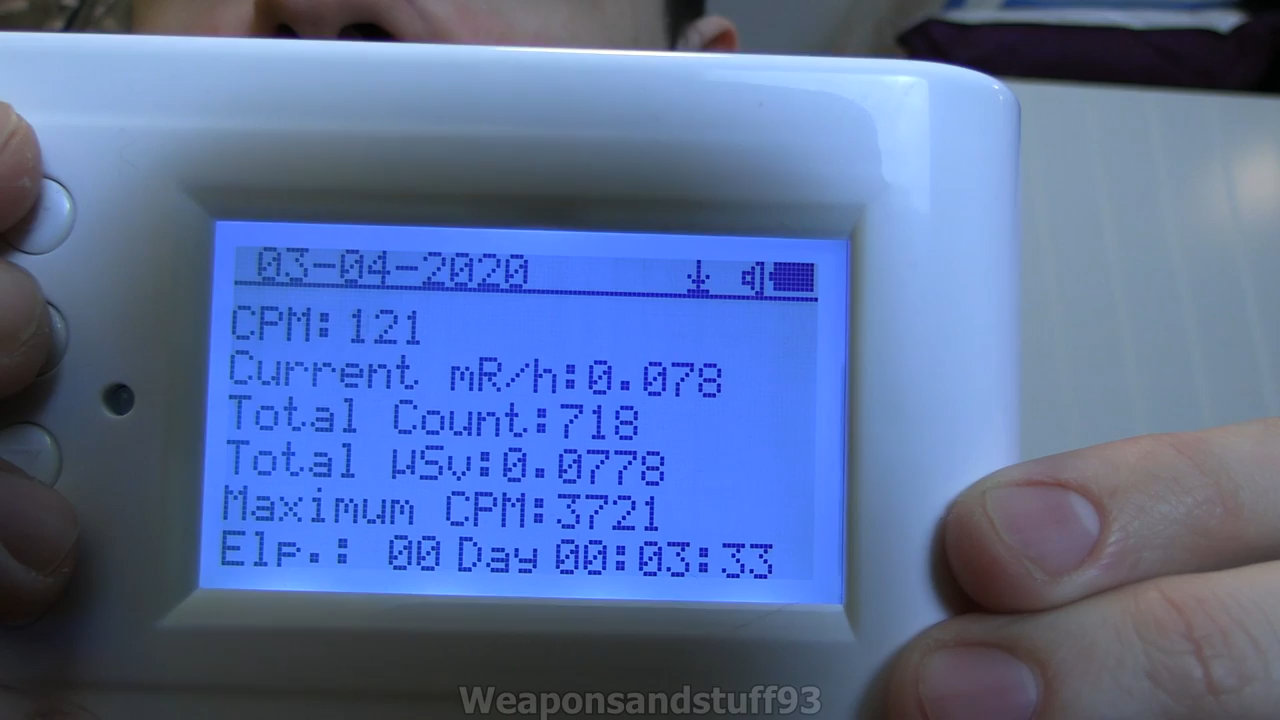 03-04-2020
CPM: 121
Current mR/h:0.078
Total Count:718
Total µSv:0.0778
Maximum CPM:3721
Elp.: 00 Day 00:03:33
Weaponsandstuff93